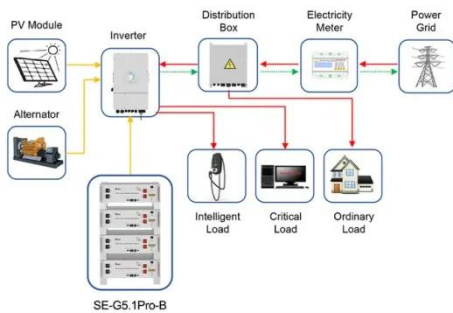 PV Module
Inverter
Distribution
Box
Electricity
Meter
Power
Grid
Alternator
Intelligent
Load
Critical
Load
Ordinary
Load
SE-G5.1Pro-B